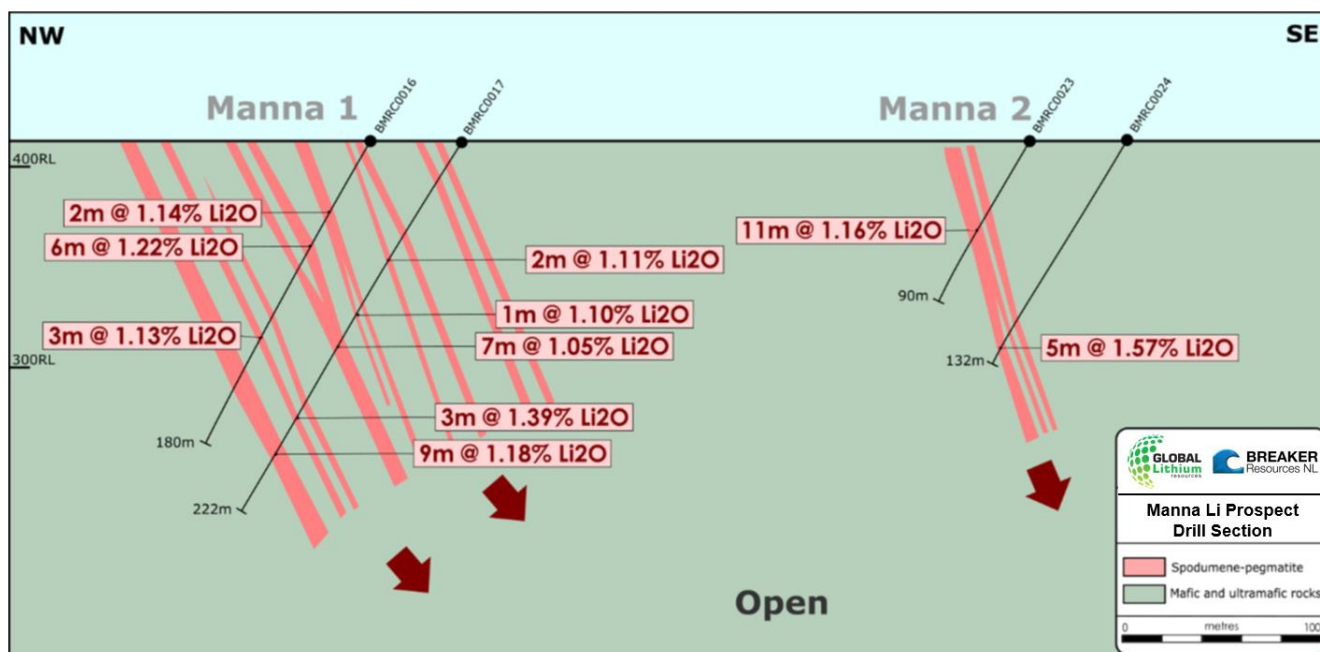 NW
SE
Manna 1
BMRC0016
BMRC0017
Manna 2
BMRC0023
BMRC0024
400RL
2m @ 1.14% Li2O
6m @ 1.22% Li2O
11m @ 1.16% Li2O
2m @ 1.11% Li2O
90m
1m @ 1.10% Li2O
3m @ 1.13% Li2O
7m @ 1.05% Li2O
5m @ 1.57% Li2O
300RL
132m
3m @ 1.39% Li2O
180m
9m @ 1.18% Li2O
222m
Open
GLOBAL
Lithium
RESOURCES
BREAKER
Resources NL
Manna Li Prospect
Drill Section
Spodumene-pegmatite
Mafic and ultramafic rocks
0 metres 100